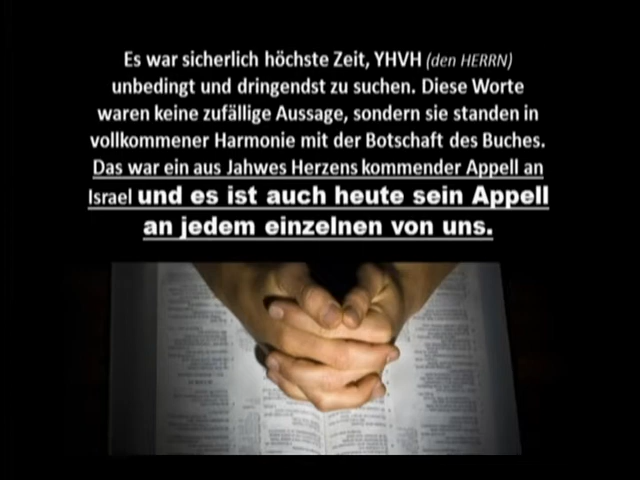 Es war sicherlich höchste Zeit, YHVH (den HERRN)
unbedingt und dringendst zu suchen. Diese Worte
waren keine zufällige Aussage, sondern sie standen in
vollkommener Harmonie mit der Botschaft des Buches.
Das war ein aus Jahwes Herzens kommender Appell an
Israel und es ist auch heute sein Appell
an jedem einzelnen von uns.